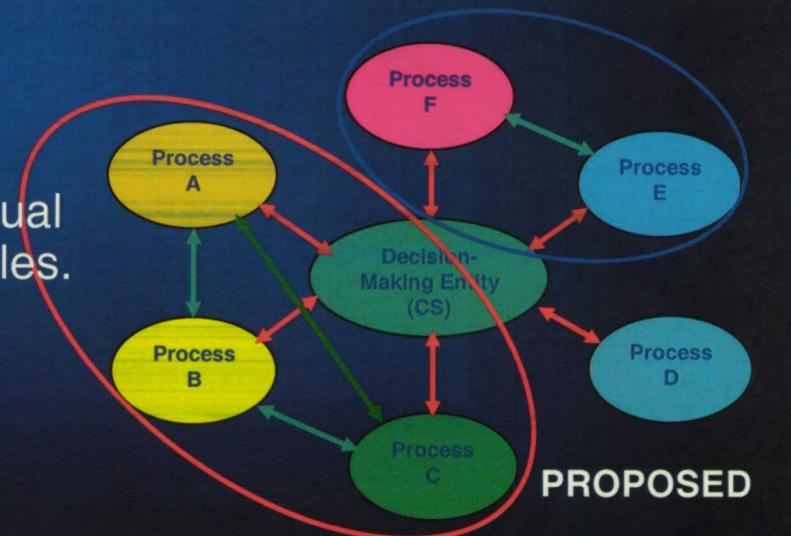 Process
F
Process
E
Process
A
ual
les.
Decision-
Making Entity
(CS)
Process
B
Process
D
Process
C
PROPOSED